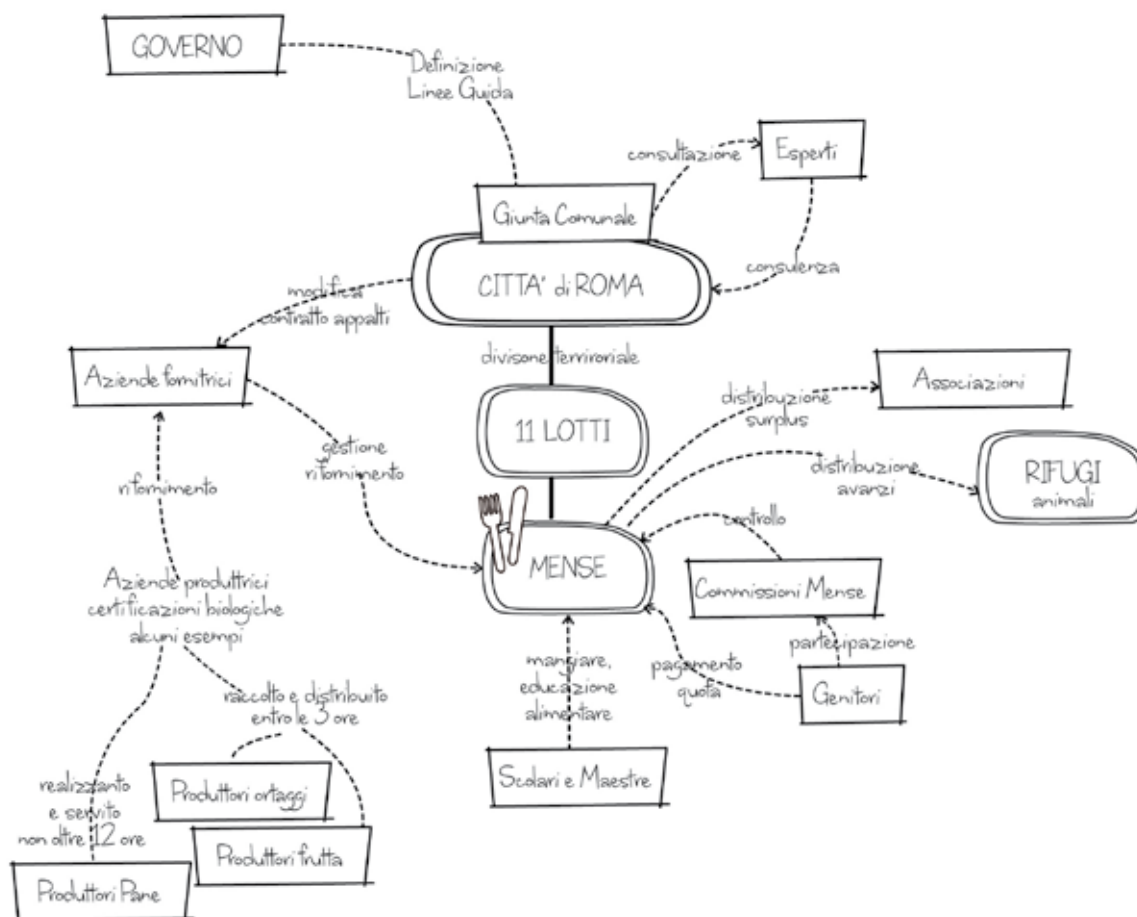 GOVERNO
Definizione
Linee Guida
consultazione
Esperti
Giunta Comunale
CITTA' di ROMA
consulenza
modifica
contratto appalti
divisone terriroriale
Aziende fornitrici
11 LOTTI
distribuzione
surplus
Associazioni
gestione
rifornimento
rifornimento
distribuzione
avanzi
RIFUGI
animali
controllo
MENSE
Commissioni Mense
Aziende produttrici
certificazioni biologiche
alcuni esempi
partecipazione
mangiare,
educazione
alimentare
pagamento
quota
Genitori
raccolto e distribuito
entro le 3 ore
Scolari e Maestre
realizzanto
e servito
non oltre 12 ore
Produttori ortaggi
Produttori frutta
Produttori Pane